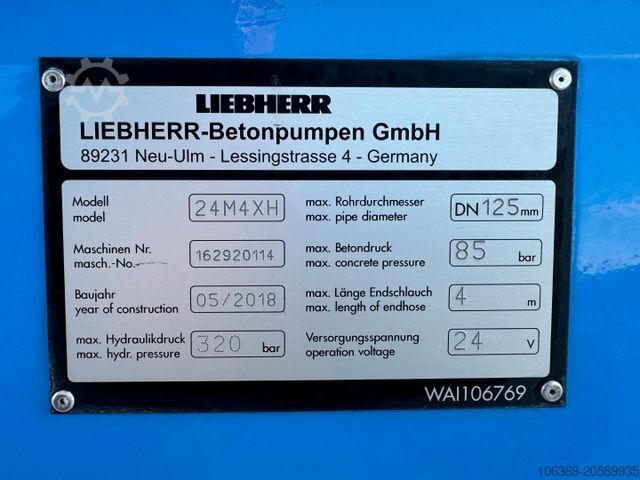 LIEBHERR
LIEBHERR-Betonpumpen GmbH
89231 Neu-Ulm - Lessingstrasse 4 - Germany
Modell
model
24M4XH
Maschinen Nr.
masch.-No.
162920114
Baujahr
year of construction
05/2018
max. Hydraulikdruck
max. hydr. pressure
320 bar
max. Rohrdurchmesser
max. pipe diameter
DN 125 mm
max. Betondruck
max. concrete pressure
85 bar
max. Länge Endschlauch
max. length of endhose
4 m
Versorgungsspannung
operation voltage
24 V
WAI106769
106369-20589935